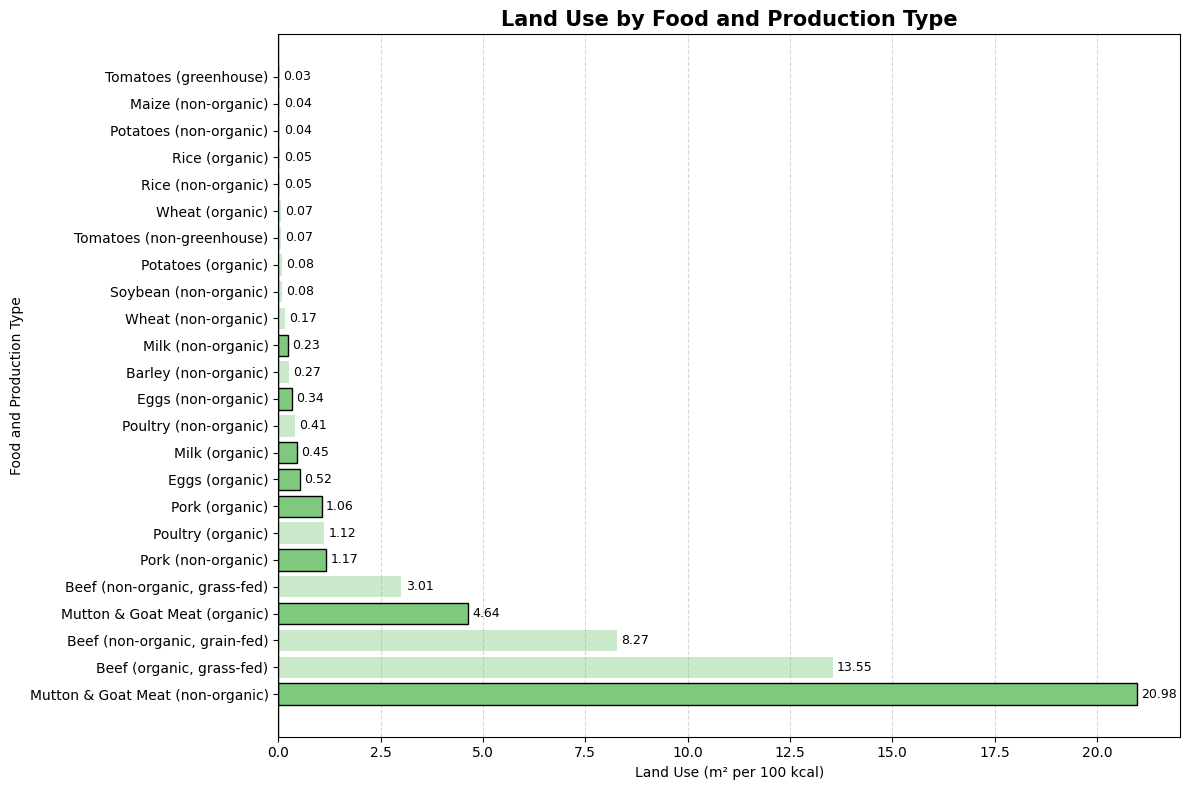 Land Use by Food and Production Type
Food and Production Type
Tomatoes (greenhouse) 0.03
Maize (non-organic) 0.04
Potatoes (non-organic) 0.04
Rice (organic) 0.05
Rice (non-organic) 0.05
Wheat (organic) 0.07
Tomatoes (non-greenhouse) 0.07
Potatoes (organic) 0.08
Soybean (non-organic) 0.08
Wheat (non-organic) 0.17
Milk (non-organic) 0.23
Barley (non-organic) 0.27
Eggs (non-organic) 0.34
Poultry (non-organic) 0.41
Milk (organic) 0.45
Eggs (organic) 0.52
Pork (organic) 1.06
Poultry (organic) 1.12
Pork (non-organic) 1.17
Beef (non-organic, grass-fed) 3.01
Mutton & Goat Meat (organic) 4.64
Beef (non-organic, grain-fed) 8.27
Beef (organic, grass-fed) 13.55
Mutton & Goat Meat (non-organic) 20.98
0.0 2.5 5.0 7.5 10.0 12.5 15.0 17.5 20.0
Land Use (m² per 100 kcal)